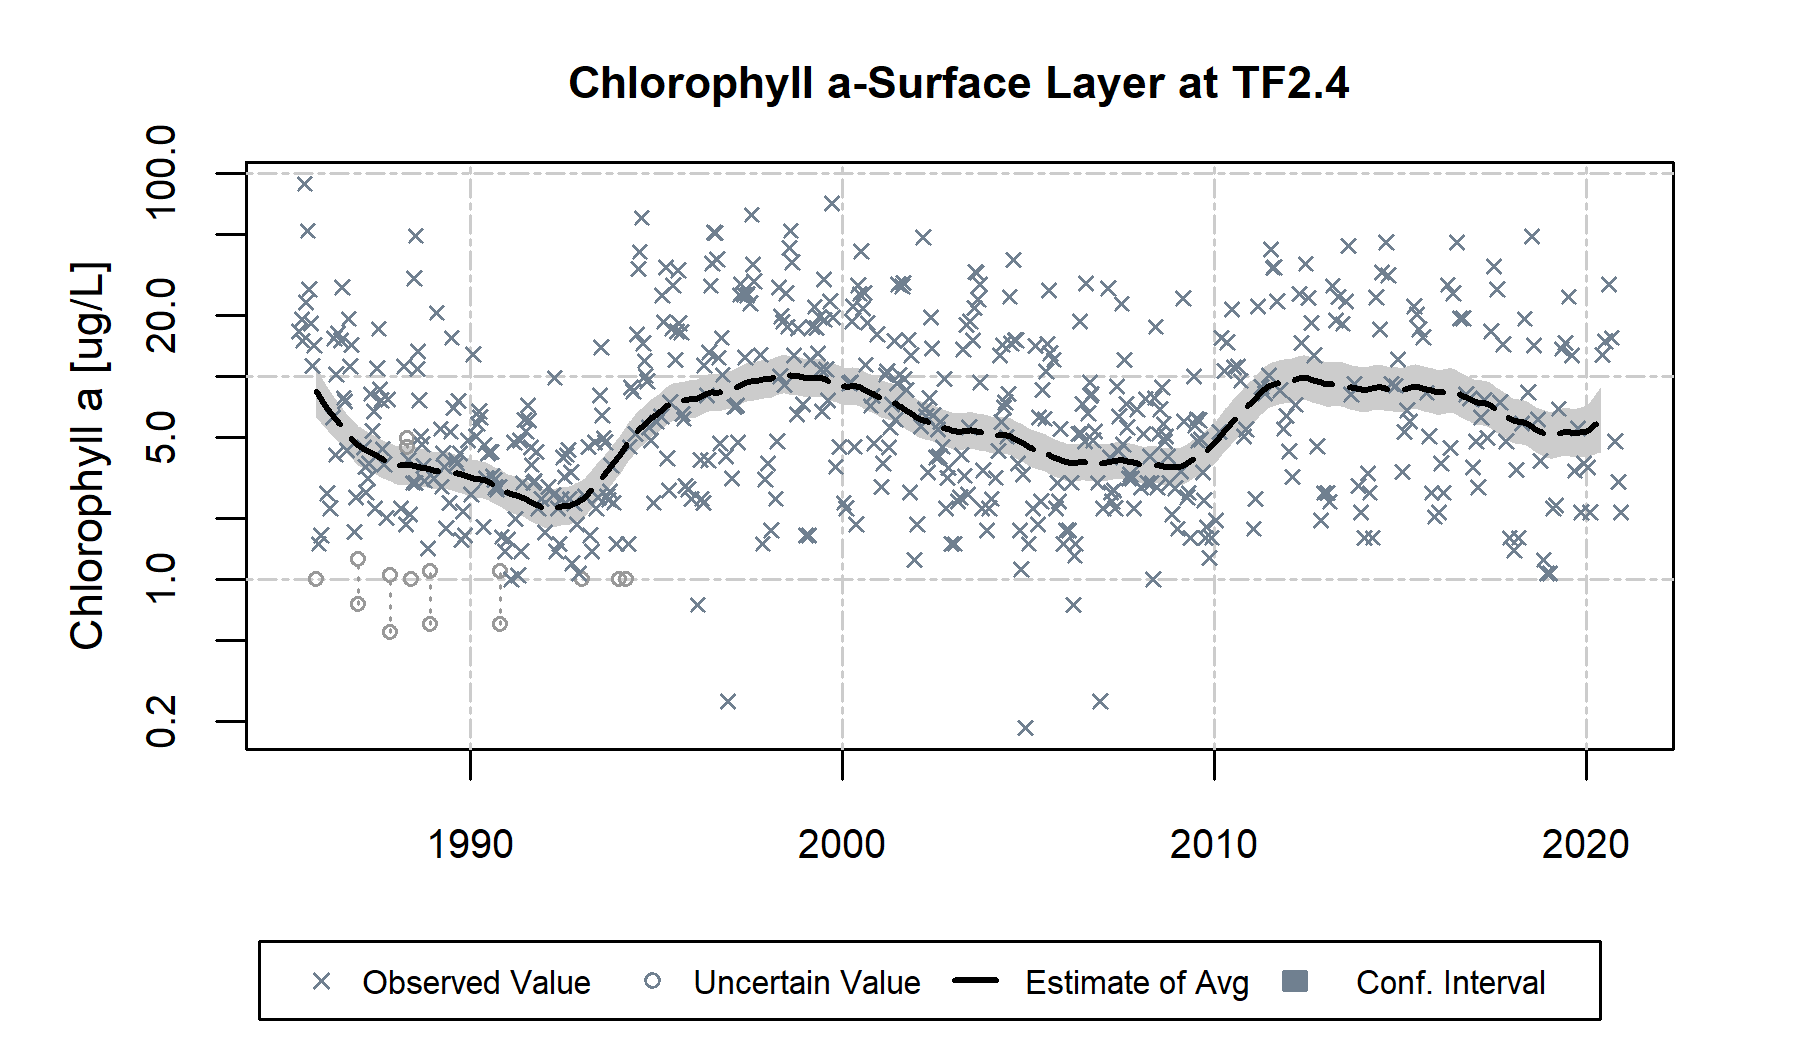 Chlorophyll a-Surface Layer at TF2.4
Chlorophyll a [ug/L]
100.0
20.0
5.0
1.0
0.2
1990 2000 2010 2020
Observed Value Uncertain Value Estimate of Avg Conf. Interval